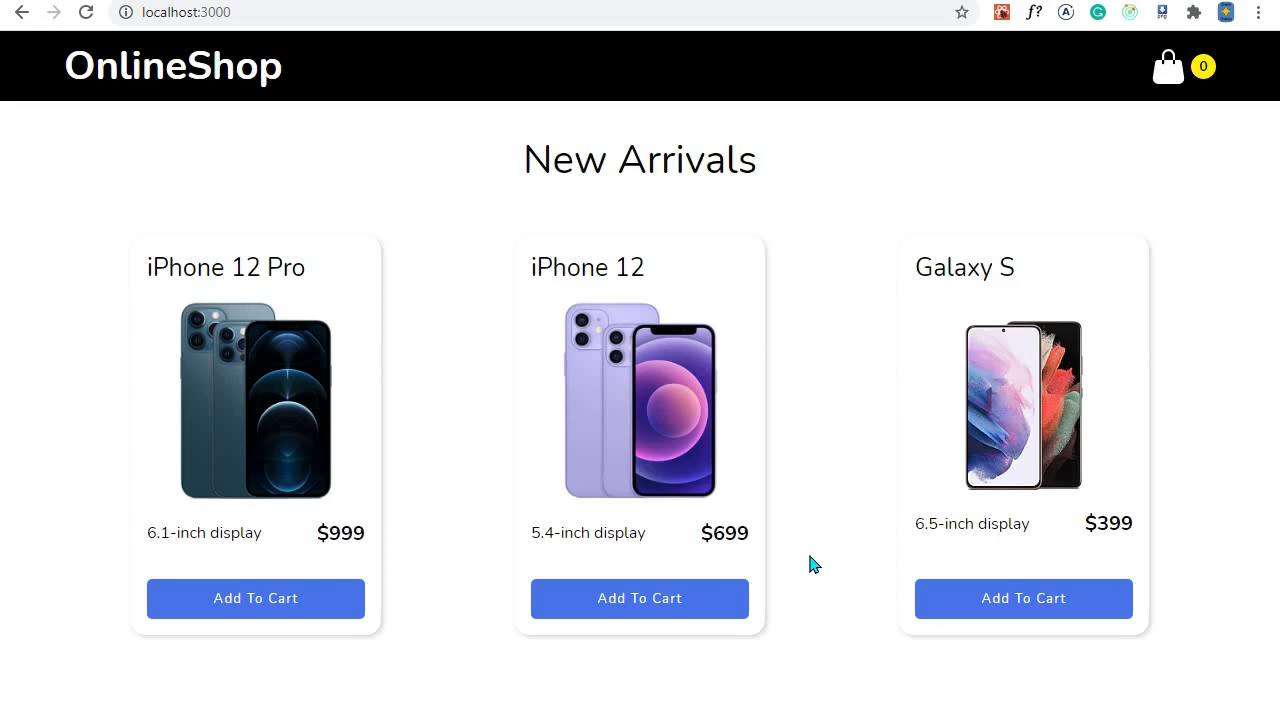 localhost:3000
f?
OnlineShop
0
New Arrivals
iPhone 12 Pro
6.1-inch display $999
Add To Cart
iPhone 12
5.4-inch display $699
Add To Cart
Galaxy S
6.5-inch display $399
Add To Cart